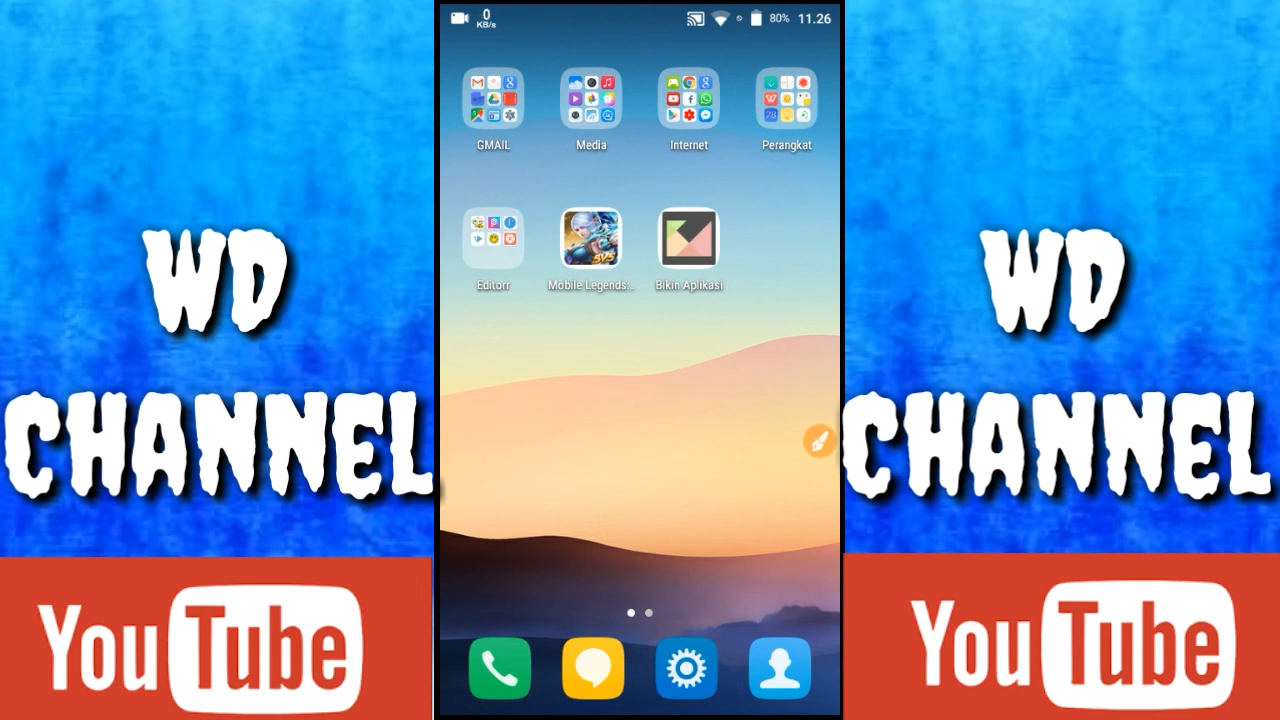 0
KB/s
80% 11.26
GMAIL
Media
Internet
Perangkat
5V5
Editorr
Mobile Legends:..
Bikin Aplikasi
WD
CHANNEL
YouTube
WD
CHANNEL
YouTube